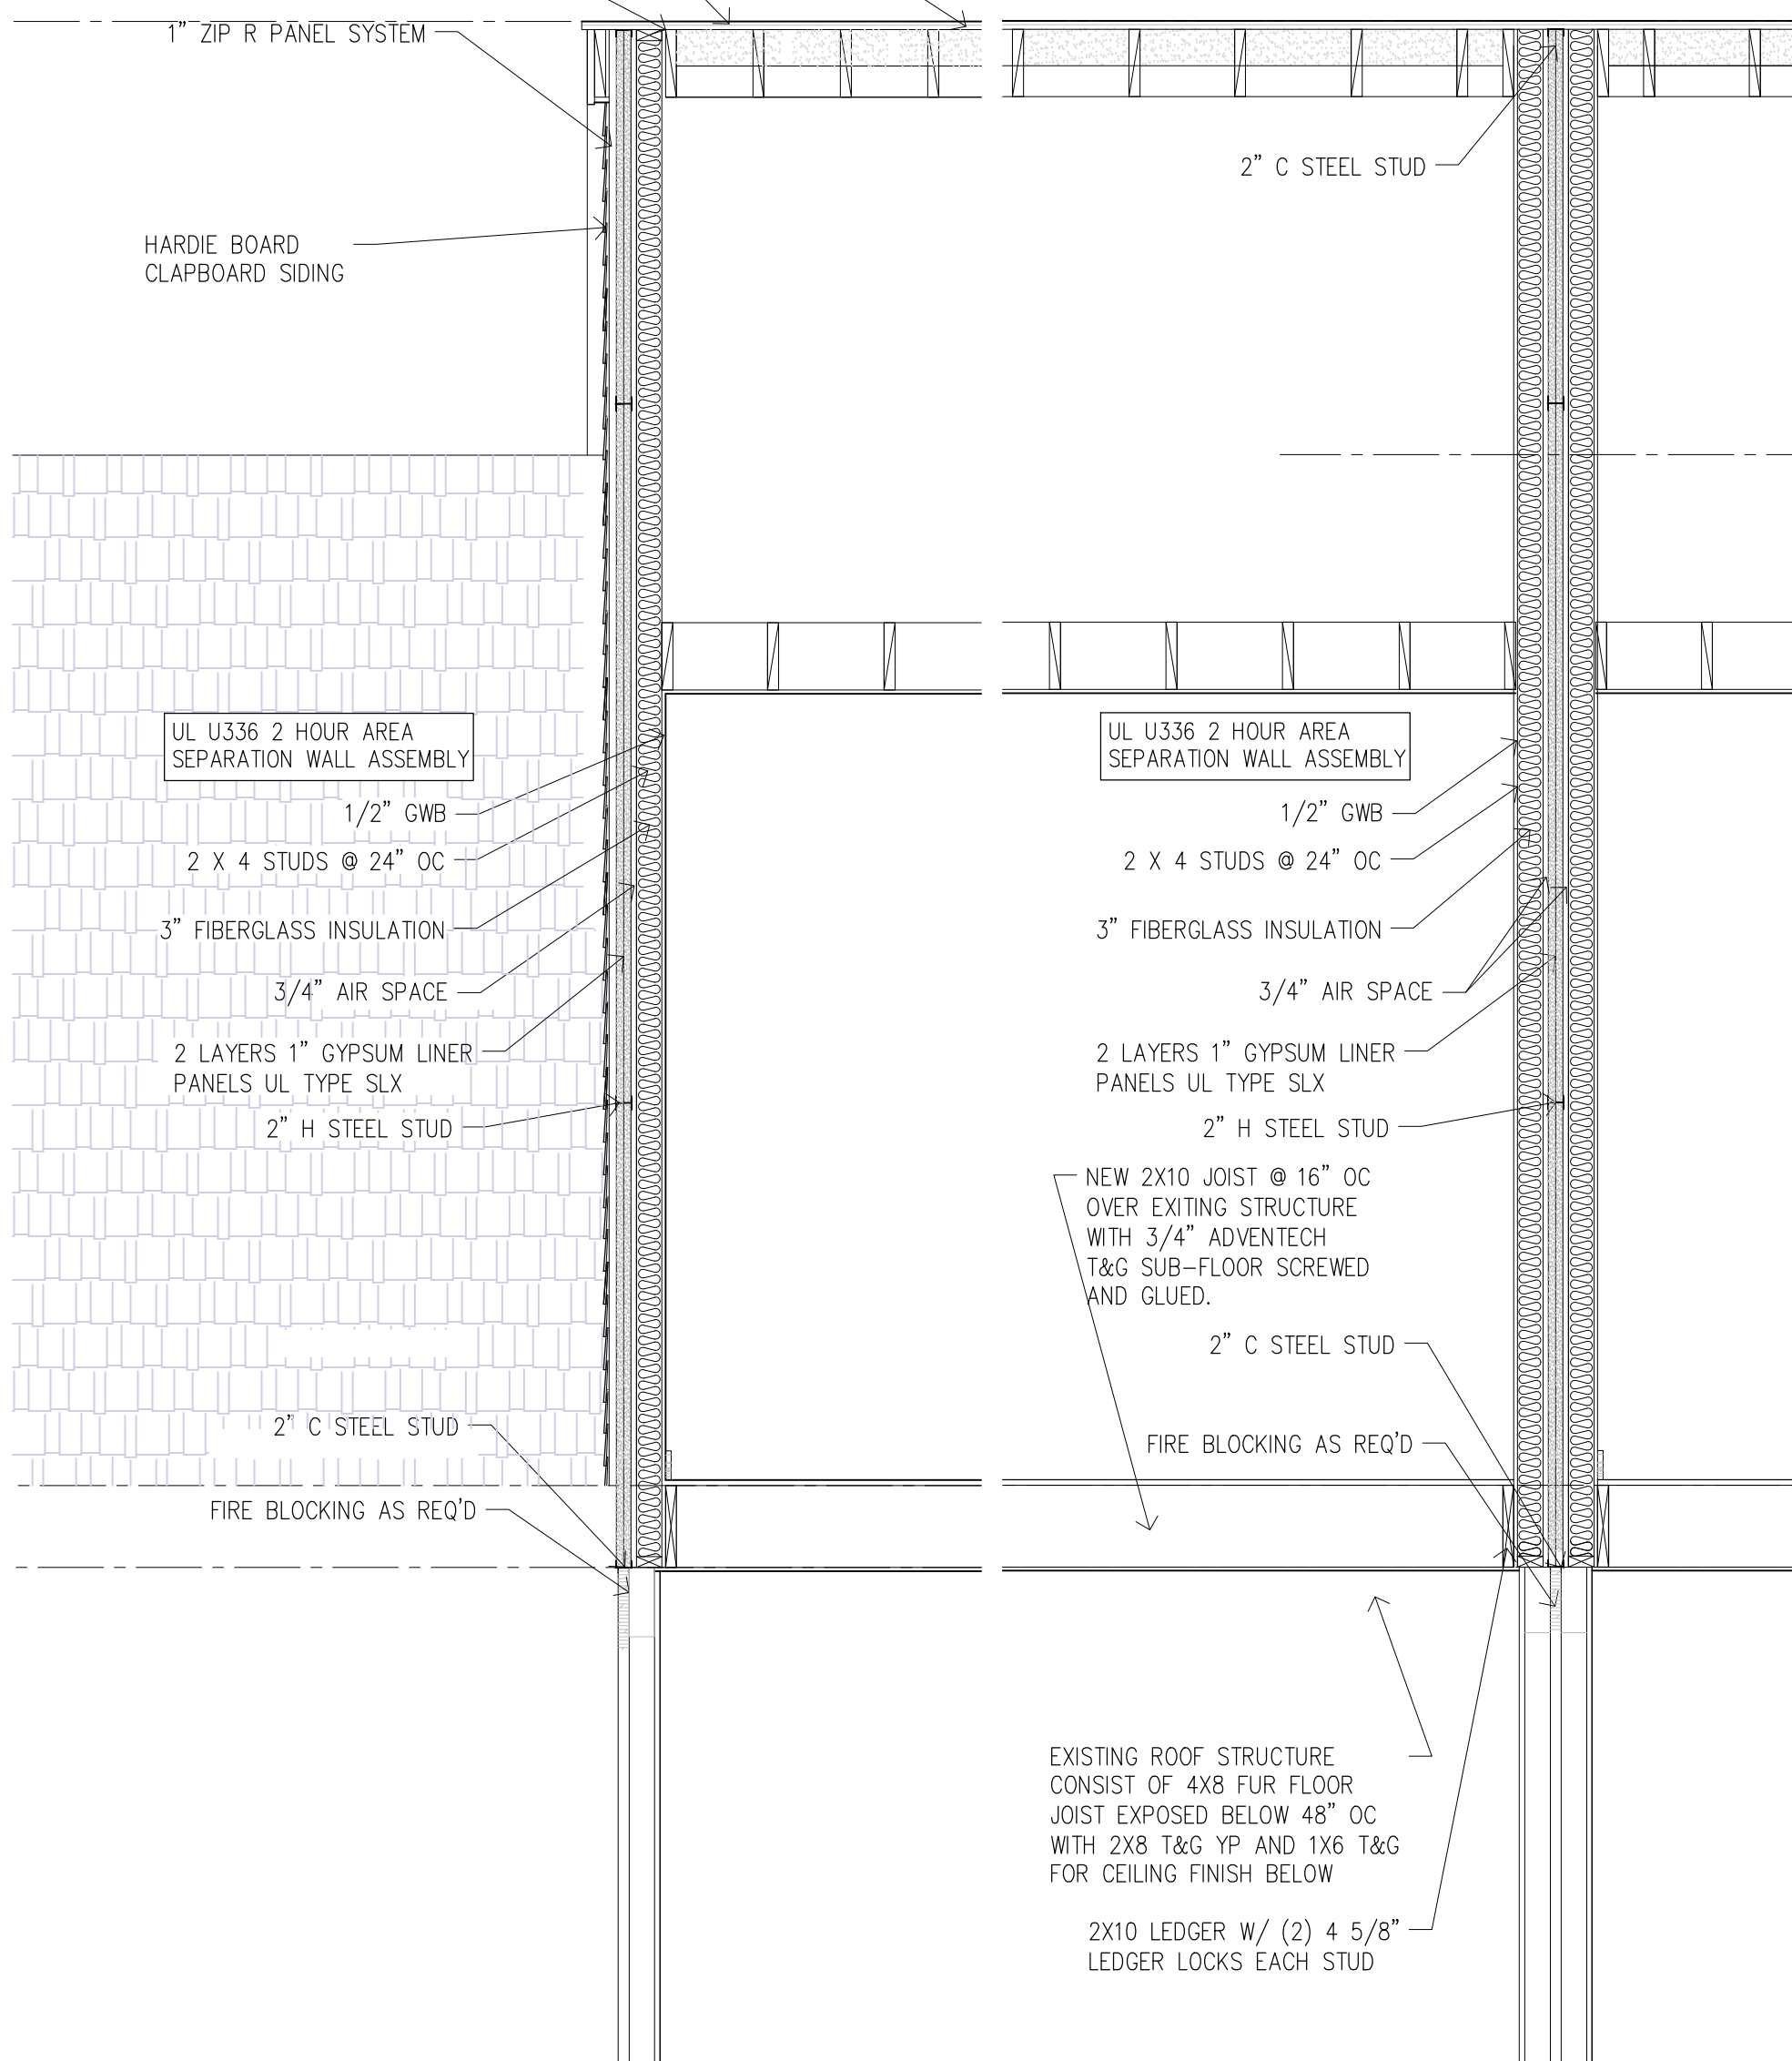 1” ZIP R PANEL SYSTEM
HARDIE BOARD
CLAPBOARD SIDING
UL U336 2 HOUR AREA
SEPARATION WALL ASSEMBLY
1/2” GWB
2 X 4 STUDS @ 24” OC
3” FIBERGLASS INSULATION
3/4” AIR SPACE
2 LAYERS 1” GYPSUM LINER
PANELS UL TYPE SLX
2” H STEEL STUD
2” C STEEL STUD
FIRE BLOCKING AS REQ’D
2” C STEEL STUD
UL U336 2 HOUR AREA
SEPARATION WALL ASSEMBLY
1/2” GWB
2 X 4 STUDS @ 24” OC
3” FIBERGLASS INSULATION
3/4” AIR SPACE
2 LAYERS 1” GYPSUM LINER
PANELS UL TYPE SLX
2” H STEEL STUD
NEW 2X10 JOIST @ 16” OC
OVER EXITING STRUCTURE
WITH 3/4” ADVENTECH
T&G SUB-FLOOR SCREWED
AND GLUED.
2” C STEEL STUD
FIRE BLOCKING AS REQ’D
EXISTING ROOF STRUCTURE
CONSIST OF 4X8 FUR FLOOR
JOIST EXPOSED BELOW 48” OC
WITH 2X8 T&G YP AND 1X6 T&G
FOR CEILING FINISH BELOW
2X10 LEDGER W/ (2) 4 5/8”
LEDGER LOCKS EACH STUD